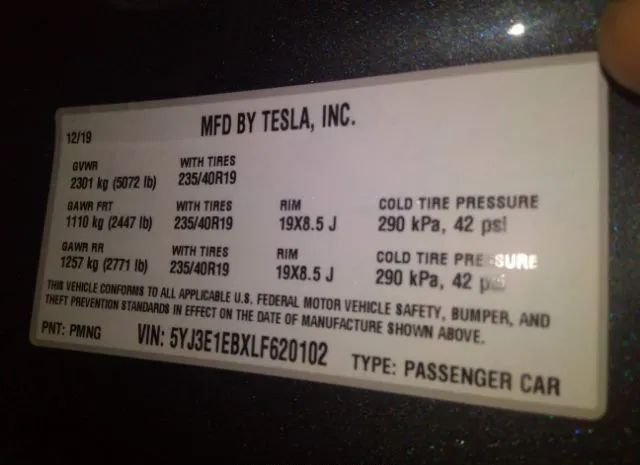 MFD BY TESLA, INC.
12/19
GVWR WITH TIRES
2301 kg (5072 lb) 235/40R19
GAWR FRT WITH TIRES RIM COLD TIRE PRESSURE
1110 kg (2447 lb) 235/40R19 19X8.5 J 290 kPa, 42 psi
GAWR RR WITH TIRES RIM COLD TIRE PRESSURE
1257 kg (2771 lb) 235/40R19 19X8.5 J 290 kPa, 42 psi
THIS VEHICLE CONFORMS TO ALL APPLICABLE U.S. FEDERAL MOTOR VEHICLE SAFETY, BUMPER, AND
THEFT PREVENTION STANDARDS IN EFFECT ON THE DATE OF MANUFACTURE SHOWN ABOVE.
PNT: PMNG VIN: 5YJ3E1EBXLF620102 TYPE: PASSENGER CAR